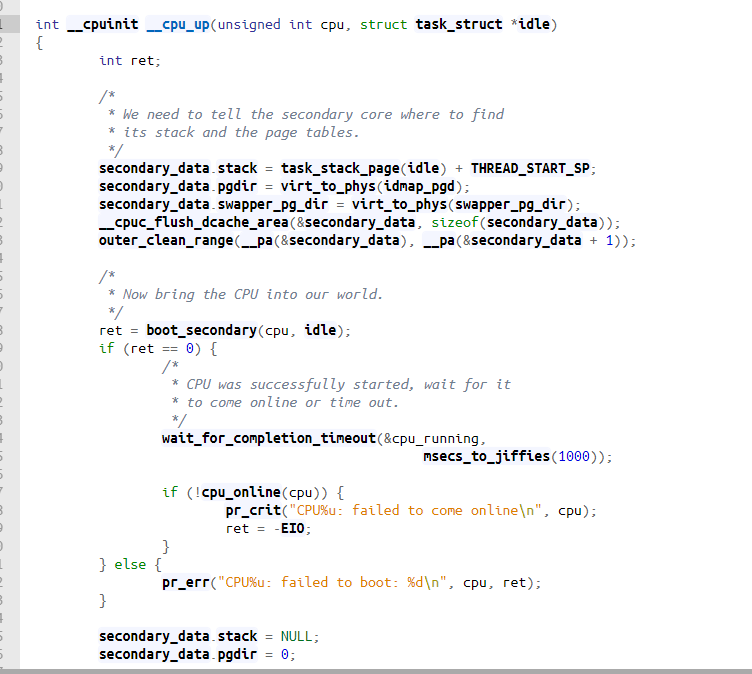 int __cpuinit __cpu_up(unsigned int cpu, struct task_struct *idle)
{
        int ret;

        /*
         * We need to tell the secondary core where to find
         * its stack and the page tables.
         */
        secondary_data.stack = task_stack_page(idle) + THREAD_START_SP;
        secondary_data.pgdir = virt_to_phys(idmap_pgd);
        secondary_data.swapper_pg_dir = virt_to_phys(swapper_pg_dir);
        __cpuc_flush_dcache_area(&secondary_data, sizeof(secondary_data));
        outer_clean_range(__pa(&secondary_data), __pa(&secondary_data + 1));

        /*
         * Now bring the CPU into our world.
         */
        ret = boot_secondary(cpu, idle);
        if (ret == 0) {
                /*
                 * CPU was successfully started, wait for it
                 * to come online or time out.
                 */
                wait_for_completion_timeout(&cpu_running,
                                                 msecs_to_jiffies(1000));

                if (!cpu_online(cpu)) {
                        pr_crit("CPU%u: failed to come online\n", cpu);
                        ret = -EIO;
                }
        } else {
                pr_err("CPU%u: failed to boot: %d\n", cpu, ret);
        }

        secondary_data.stack = NULL;
        secondary_data.pgdir = 0;